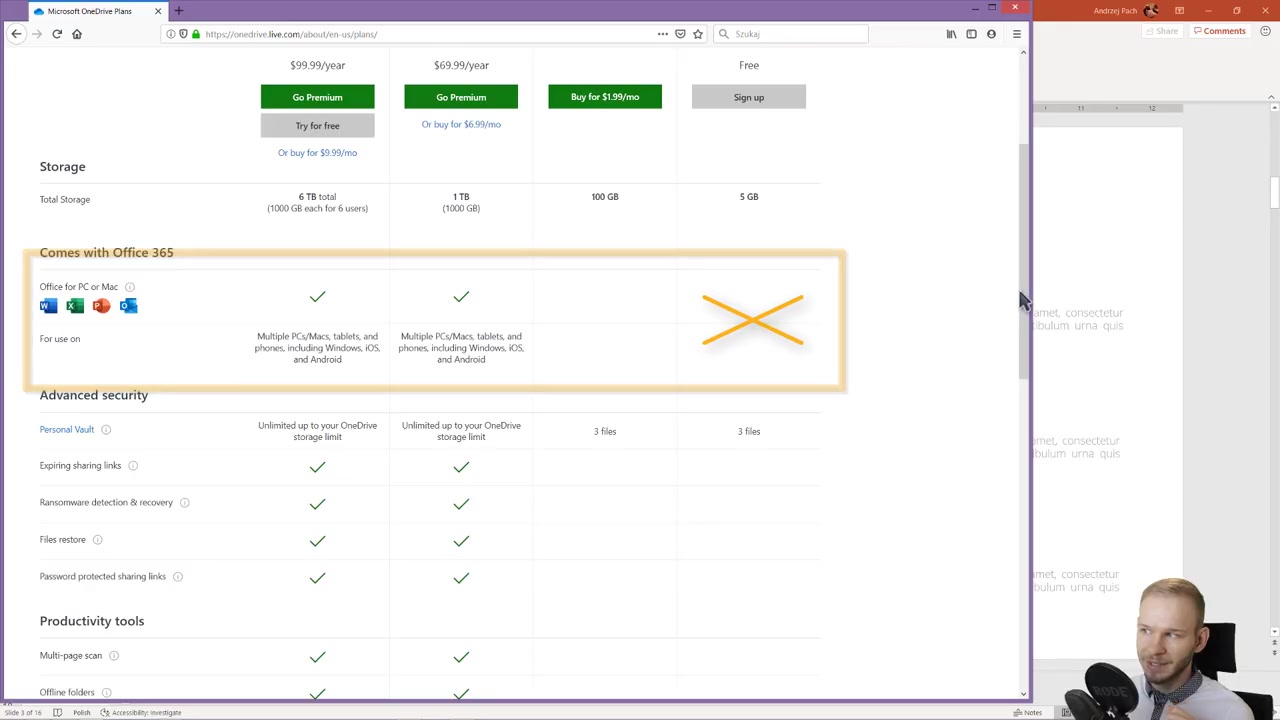 Microsoft OneDrive Plans
Andrzej Pach
https://onedrive.live.com/about/en-us/plans/
Szukaj
Share
Comments
$99.99/year
$69.99/year
Free
Go Premium
Go Premium
Buy for $1.99/mo
Sign up
Try for free
Or buy for $6.99/mo
Or buy for $9.99/mo
11
12
Storage
Total Storage
6 TB total
(1000 GB each for 6 users)
1 TB
(1000 GB)
100 GB
5 GB
Comes with Office 365
Office for PC or Mac
For use on
Multiple PCs/Macs, tablets, and
phones, including Windows, iOS,
and Android
Multiple PCs/Macs, tablets, and
phones, including Windows, iOS,
and Android
Advanced security
Personal Vault
Unlimited up to your OneDrive
storage limit
Unlimited up to your OneDrive
storage limit
3 files
3 files
Expiring sharing links
Ransomware detection & recovery
Files restore
Password protected sharing links
Productivity tools
Multi-page scan
Offline folders
amet, consectetur
tibulum urna quis
amet, consectetur
ibulum urna quis
met, consectetur
ibulum urna quis
RODE
Slide 3 of 16
Polish
Accessibility: Investigate
Notes